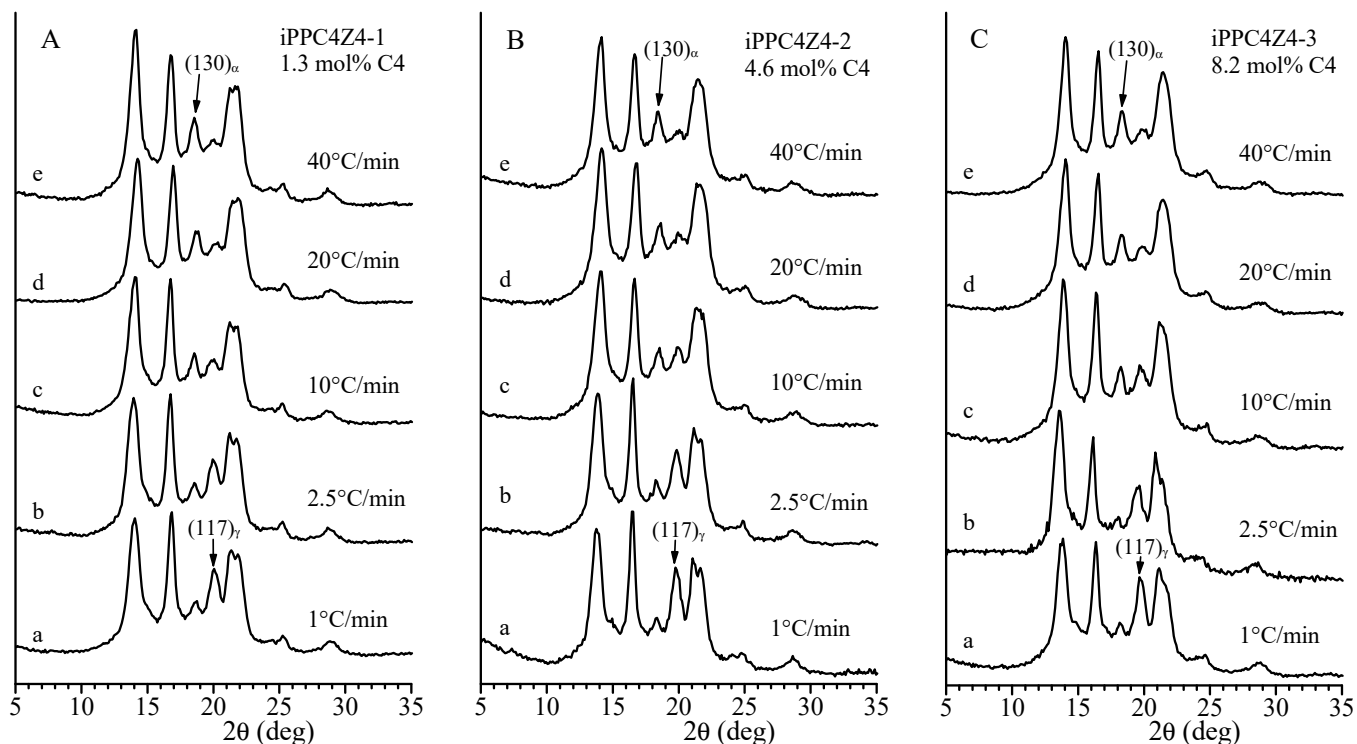 A
iPPC4Z4-1
1.3 mol% C4
(130)α
e
40°C/min
d
20°C/min
c
10°C/min
b
2.5°C/min
(117)γ
a
1°C/min
5 10 15 20 25 30 35
2θ (deg)
B
iPPC4Z4-2
4.6 mol% C4
(130)α
e
40°C/min
d
20°C/min
c
10°C/min
b
2.5°C/min
(117)γ
a
1°C/min
5 10 15 20 25 30 35
2θ (deg)
C
iPPC4Z4-3
8.2 mol% C4
(130)α
e
40°C/min
d
20°C/min
c
10°C/min
b
2.5°C/min
(117)γ
a
1°C/min
5 10 15 20 25 30 35
2θ (deg)